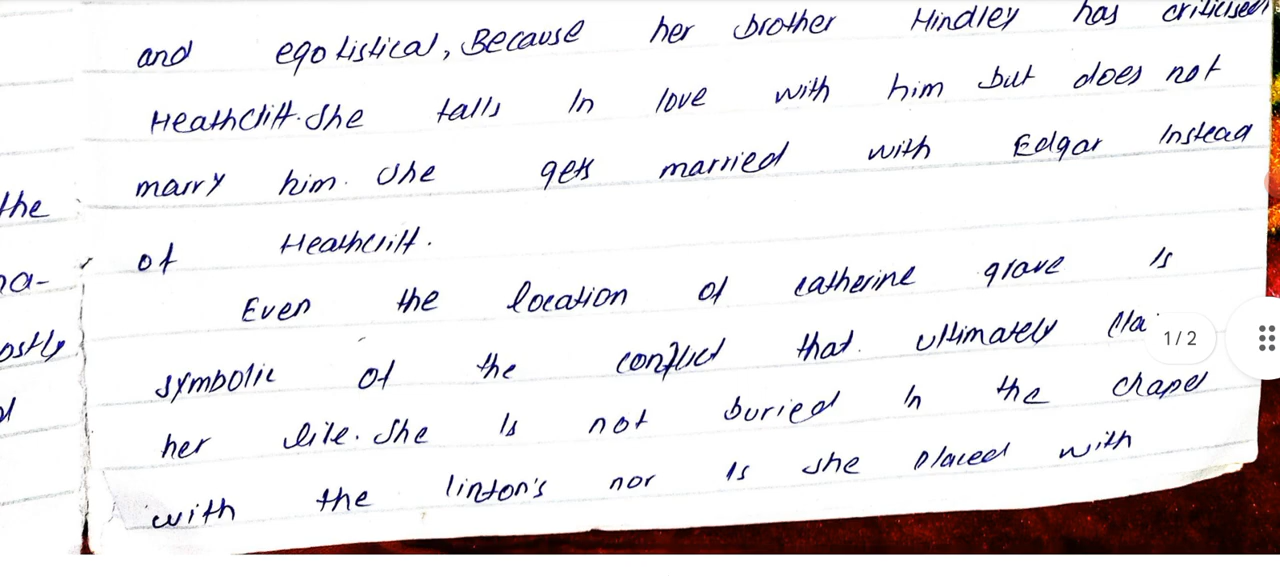 and egotistical, Because her brother Hindley has criticised
Heathcliff. She falls In love with him but does not
marry him. She gets married with Edgar Instead
of Heathcliff.
Even the location of catherine grave is
symbolic of the conflict that. ultimately
her life. She Is not buried In the chapel
with the linton's nor Is she placed with
the
1/2